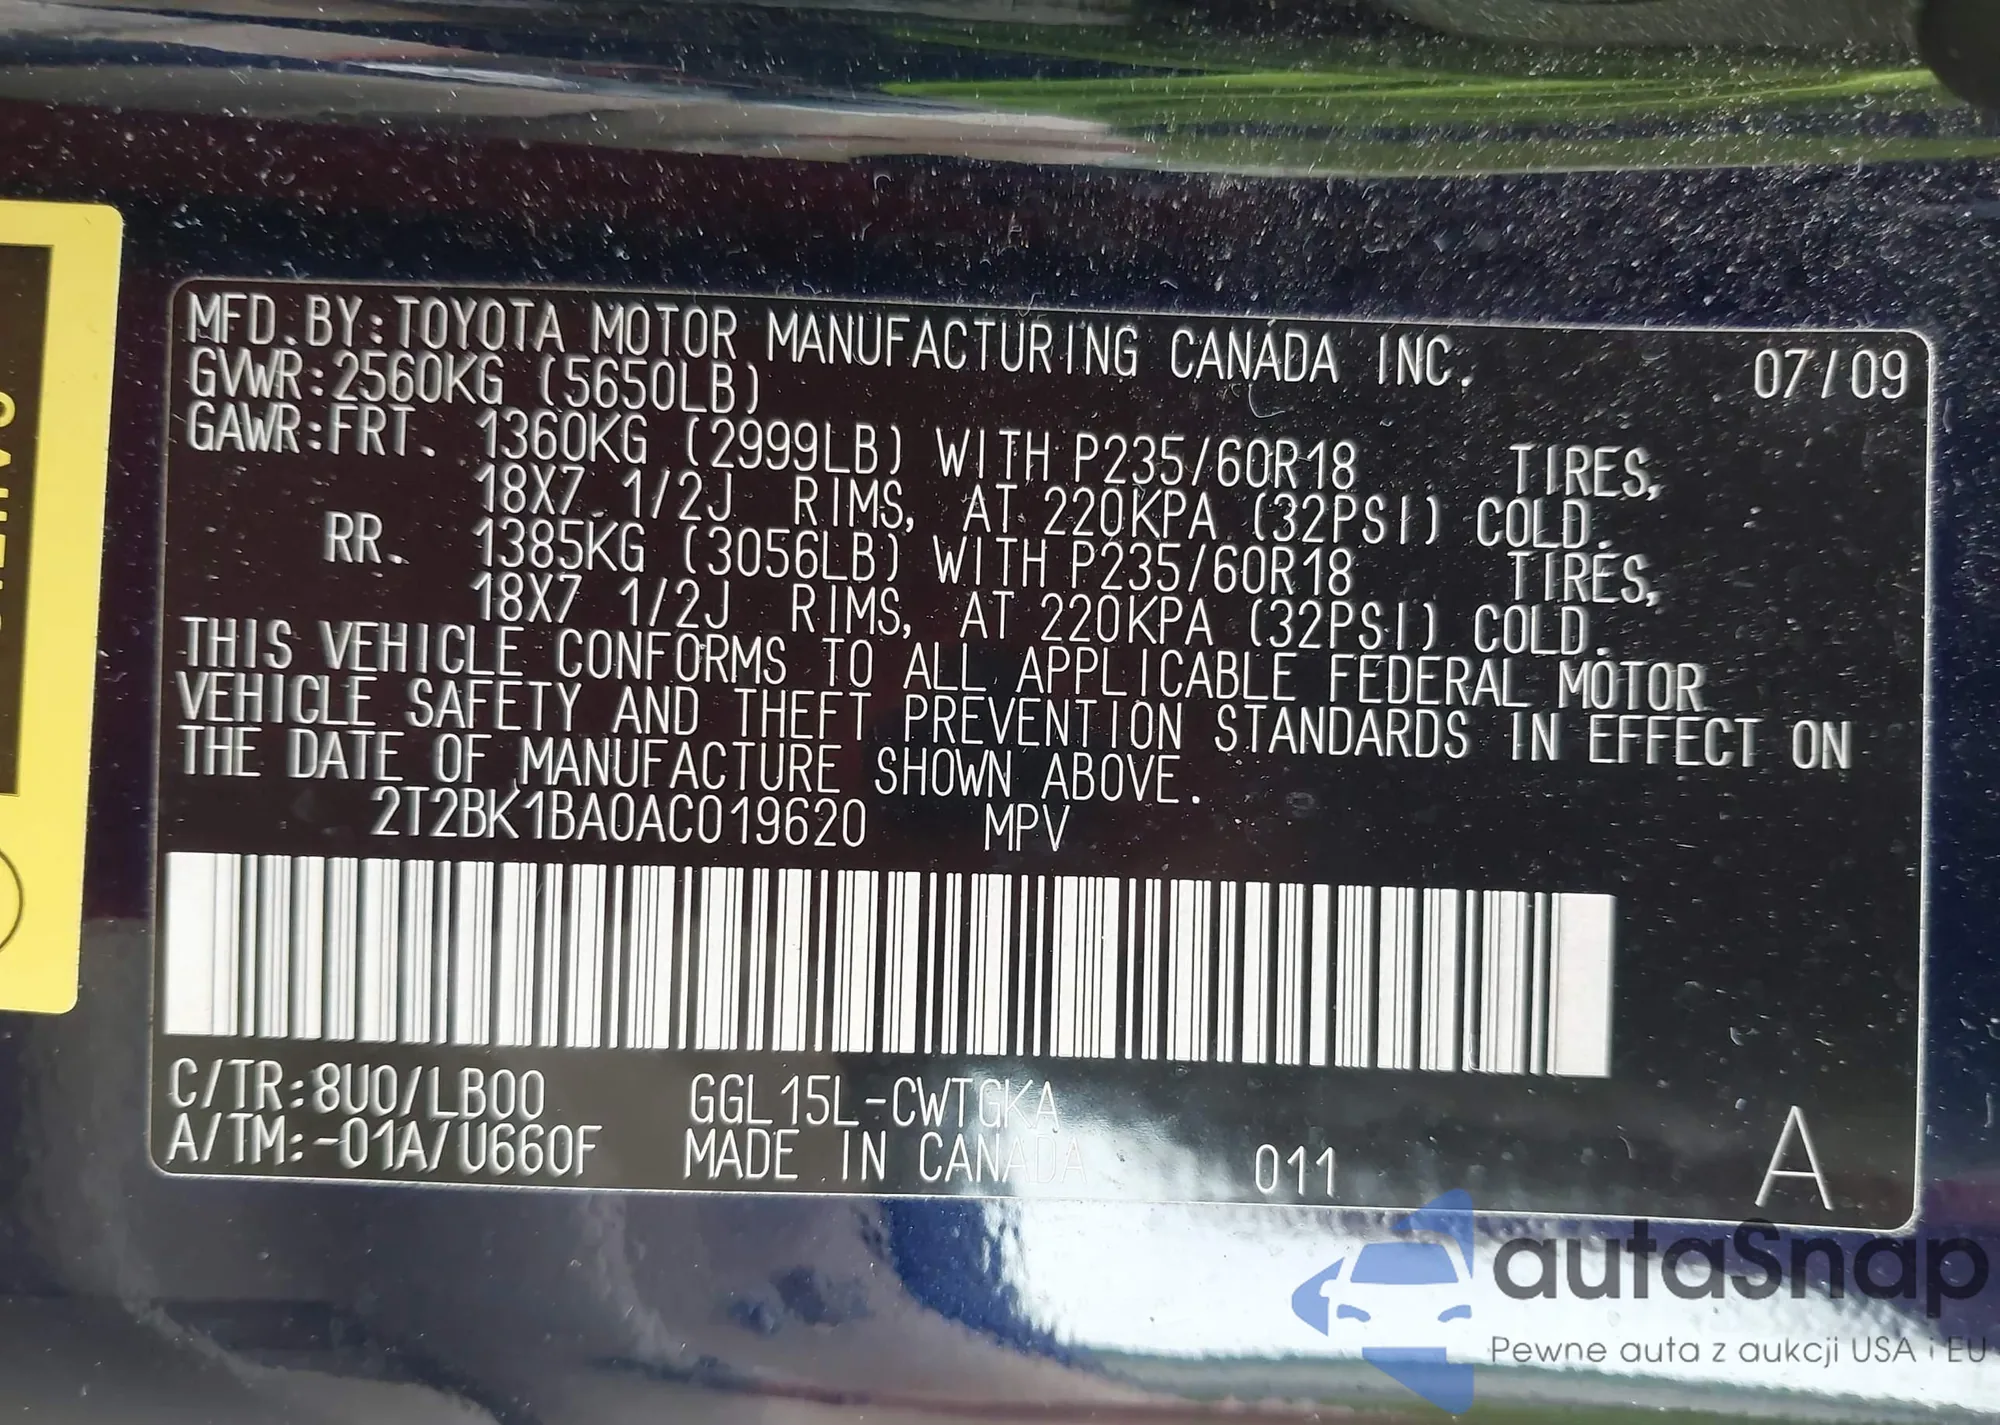 MFD.BY:TOYOTA MOTOR MANUFACTURING CANADA INC. 07/09
GVWR:2560KG (5650LB)
GAWR:FRT. 1360KG (2999LB) WITH P235/60R18 TIRES,
18X7 1/2J RIMS, AT 220KPA (32PSI) COLD.
RR. 1385KG (3056LB) WITH P235/60R18 TIRES,
18X7 1/2J RIMS, AT 220KPA (32PSI) COLD.
THIS VEHICLE CONFORMS TO ALL APPLICABLE FEDERAL MOTOR
VEHICLE SAFETY AND THEFT PREVENTION STANDARDS IN EFFECT ON
THE DATE OF MANUFACTURE SHOWN ABOVE.
2T2BK1BA0AC019620 MPV
C/TR:8U0/LB00 GGL15L-CWTGKA
A/TM:-01A/U660F MADE IN CANADA 011 A
autaSnap
Pewne auta z aukcji USA i EU